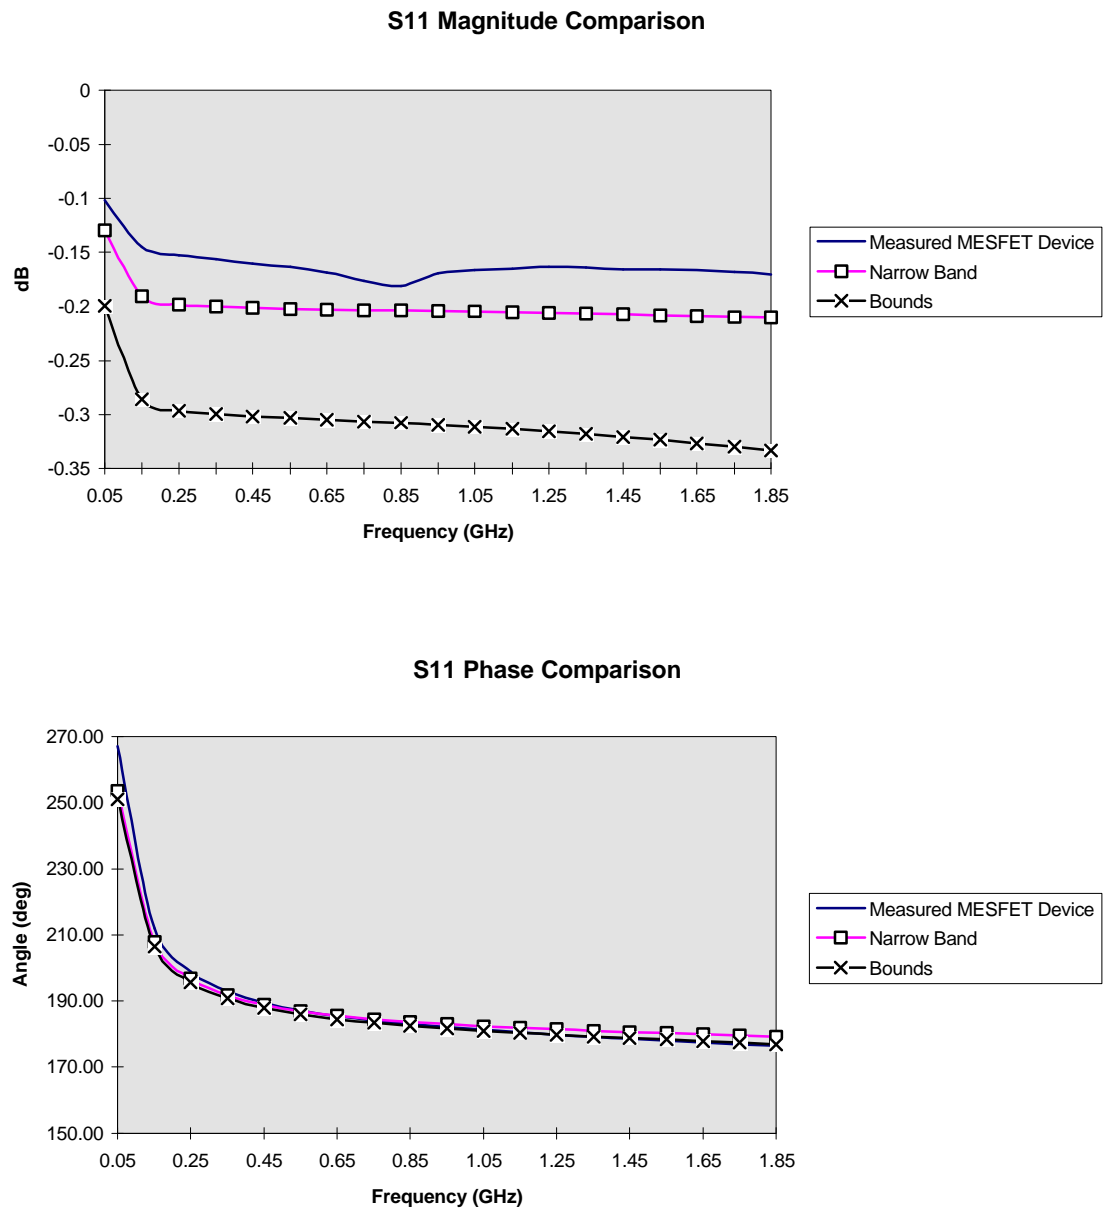 S11 Magnitude Comparison
0
-0.05
-0.1
-0.15
-0.2
-0.25
-0.3
-0.35
dB
0.05 0.25 0.45 0.65 0.85 1.05 1.25 1.45 1.65 1.85
Frequency (GHz)
Measured MESFET Device
Narrow Band
Bounds
S11 Phase Comparison
270.00
250.00
230.00
210.00
190.00
170.00
150.00
Angle (deg)
0.05 0.25 0.45 0.65 0.85 1.05 1.25 1.45 1.65 1.85
Frequency (GHz)
Measured MESFET Device
Narrow Band
Bounds